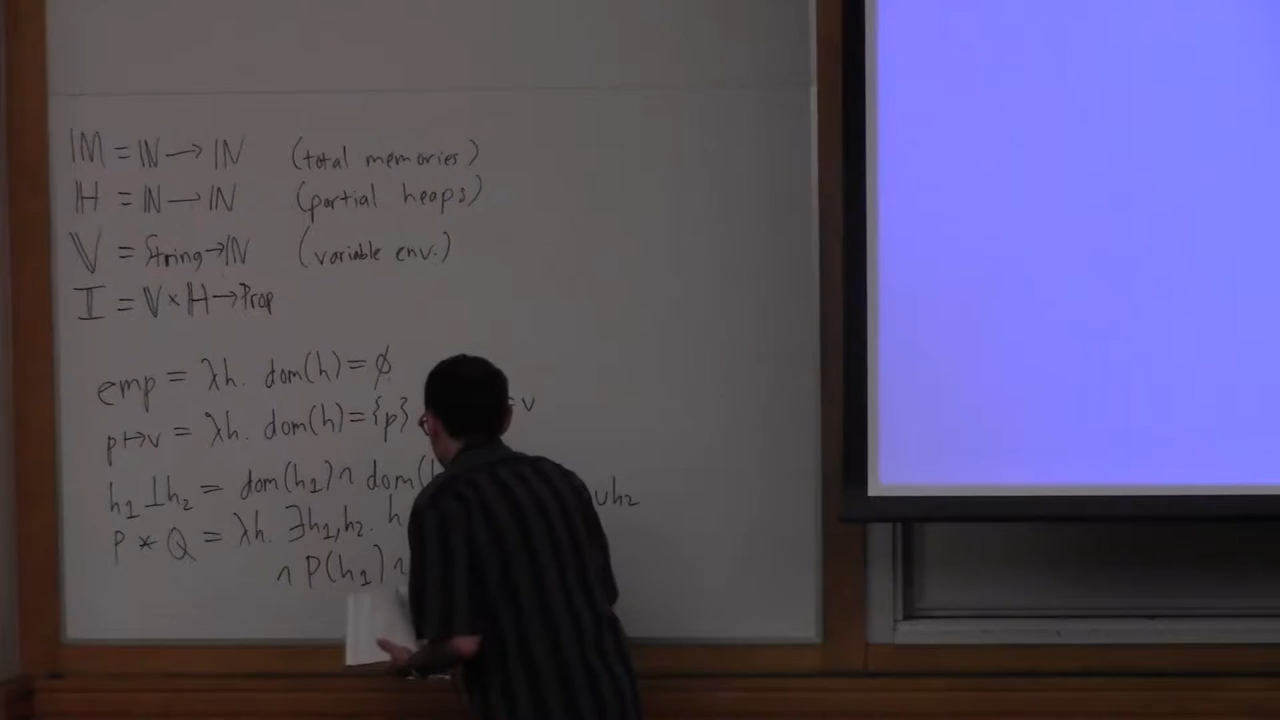 𝕄 = ℕ → ℕ (total memories)
ℍ = ℕ ⇀ ℕ (partial heaps)
𝕍 = String → ℕ (variable env.)
𝕀 = 𝕍 × ℍ → Prop
emp = λh. dom(h) = ∅
p ↦ v = λh. dom(h) = {p} = v
h₁ ⊥ h₂ = dom(h₁) ∩ dom(
P * Q = λh. ∃h₁, h₂. h ∪ h₂
∧ P(h₁) ∧